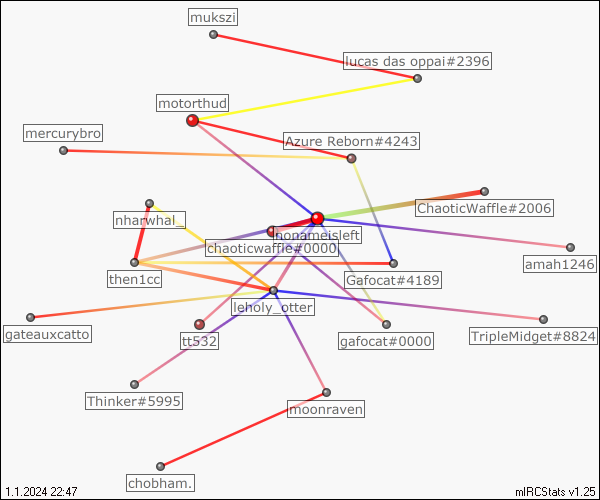 mukszi
lucas das oppai#2396
motorthud
mercurybro
Azure Reborn#4243
ChaoticWaffle#2006
nharwhal_
nonameisleft
chaoticwaffle#0000
amah1246
then1cc
Gafocat#4189
leholy_otter
gateauxcatto
tt532
gafocat#0000
TripleMidget#8824
Thinker#5995
moonraven
chobham.
1.1.2024 22:47
mIRCStats v1.25